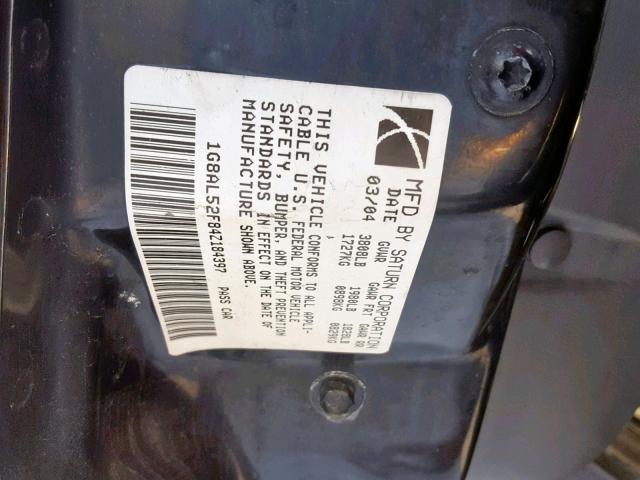 MFD BY SATURN CORPORATION
DATE GVWR GAWR FRT GAWR RR
03/04 3808LB 1980LB 1828LB
1727KG 0898KG 0829KG
THIS VEHICLE CONFORMS TO ALL APPLI-
CABLE U.S. FEDERAL MOTOR VEHICLE
SAFETY, BUMPER, AND THEFT PREVENTION
STANDARDS IN EFFECT ON THE DATE OF
MANUFACTURE SHOWN ABOVE.
1G8AL52F84Z184397 PASS CAR